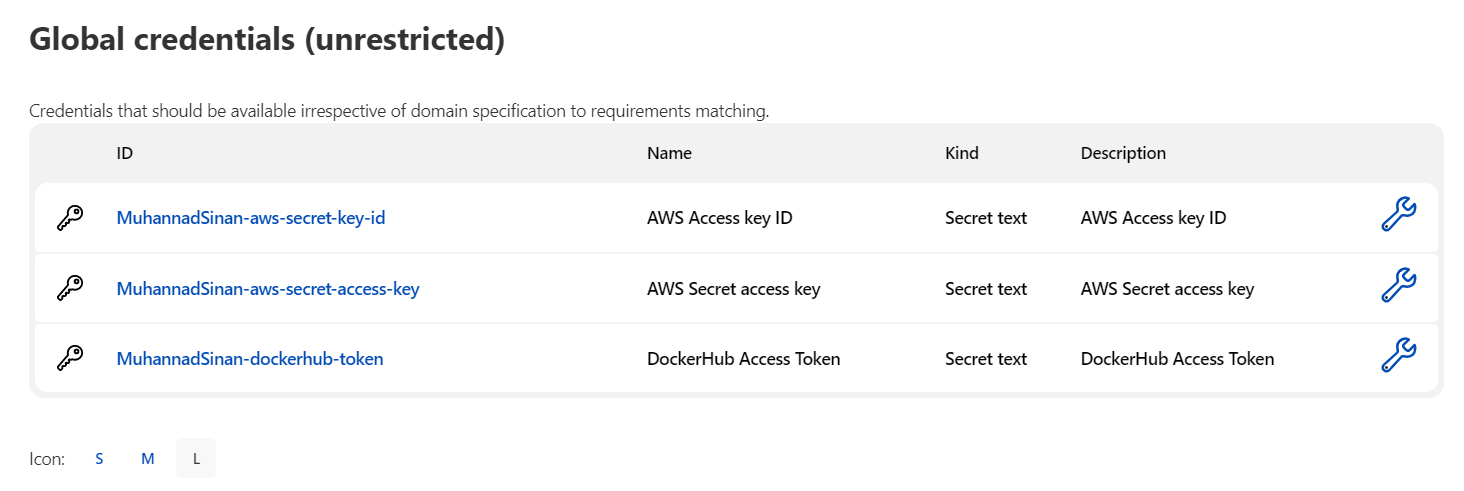 Global credentials (unrestricted)
Credentials that should be available irrespective of domain specification to requirements matching.
ID Name Kind Description
MuhannadSinan-aws-secret-key-id AWS Access key ID Secret text AWS Access key ID
MuhannadSinan-aws-secret-access-key AWS Secret access key Secret text AWS Secret access key
MuhannadSinan-dockerhub-token DockerHub Access Token Secret text DockerHub Access Token
Icon: S M L